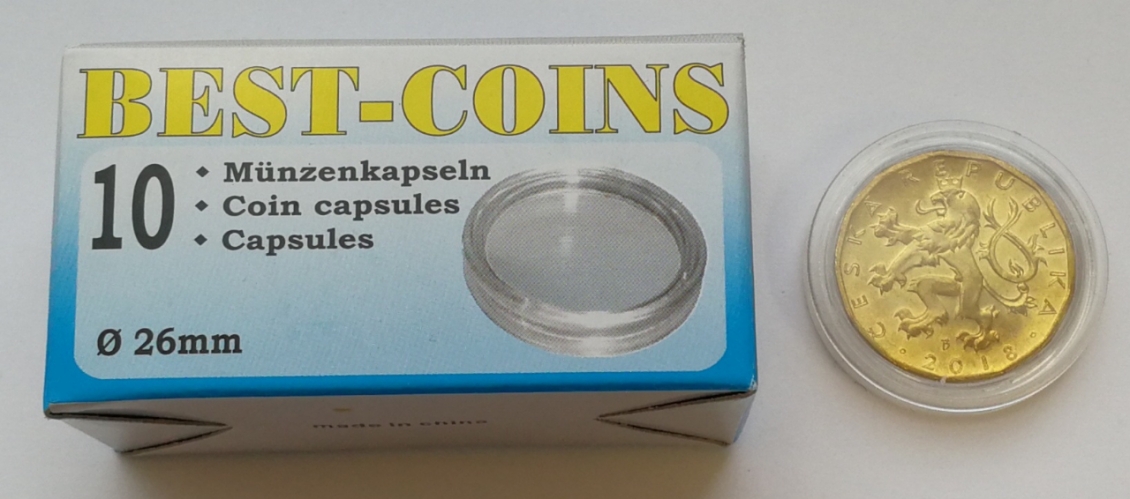 BEST-COINS
10
◆ Münzenkapseln
◆ Coin capsules
◆ Capsules
Ø 26mm
made in china
ČESKÁ REPUBLIKA
· 2018 ·